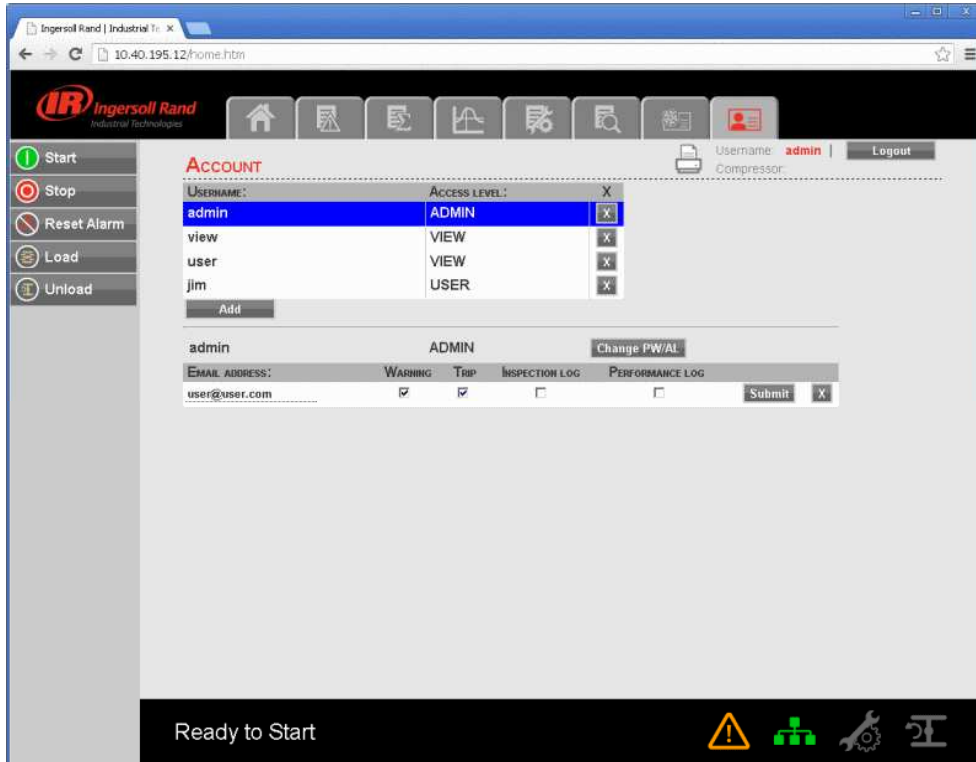 Ingersoll Rand | Industrial Te
10.40.195.12/home.htm
IR Ingersoll Rand
Industrial Technologies
Start
Stop
Reset Alarm
Load
Unload
Username: admin |
Logout
Compressor:
ACCOUNT
USERNAME: ACCESS LEVEL: X
admin ADMIN X
view VIEW X
user VIEW X
jim USER X
Add
admin ADMIN Change PW/AL
EMAIL ADDRESS: WARNING TRIP INSPECTION LOG PERFORMANCE LOG
user@user.com Submit X
Ready to Start